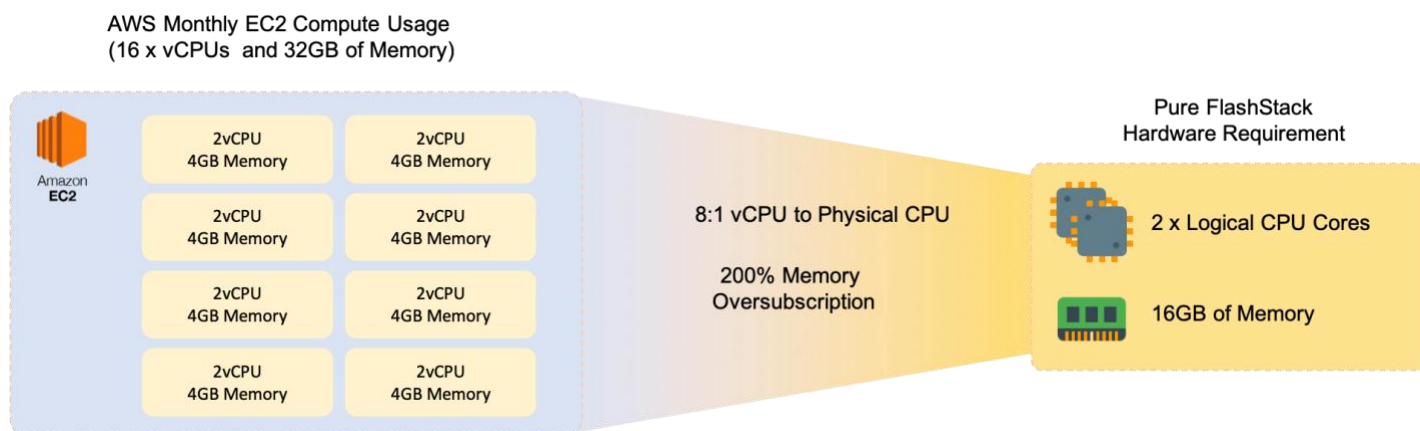 AWS Monthly EC2 Compute Usage
(16 x vCPUs and 32GB of Memory)
Amazon
EC2
2vCPU
4GB Memory
2vCPU
4GB Memory
2vCPU
4GB Memory
2vCPU
4GB Memory
2vCPU
4GB Memory
2vCPU
4GB Memory
2vCPU
4GB Memory
2vCPU
4GB Memory
8:1 vCPU to Physical CPU
200% Memory
Oversubscription
Pure FlashStack
Hardware Requirement
2 x Logical CPU Cores
16GB of Memory